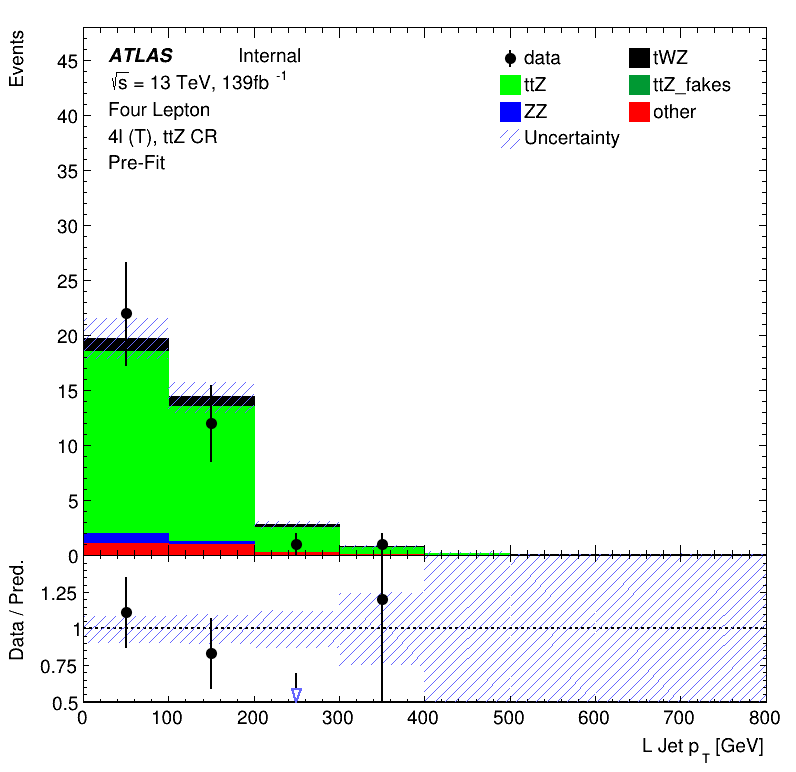 Events
45
40
35
30
25
20
15
10
5
0
ATLAS Internal
√s = 13 TeV, 139fb⁻¹
Four Lepton
4l (T), ttZ CR
Pre-Fit
data
tWZ
ttZ
ttZ_fakes
ZZ
other
Uncertainty
Data / Pred.
1.25
1
0.75
0.5
0 100 200 300 400 500 600 700 800
L Jet p_T [GeV]